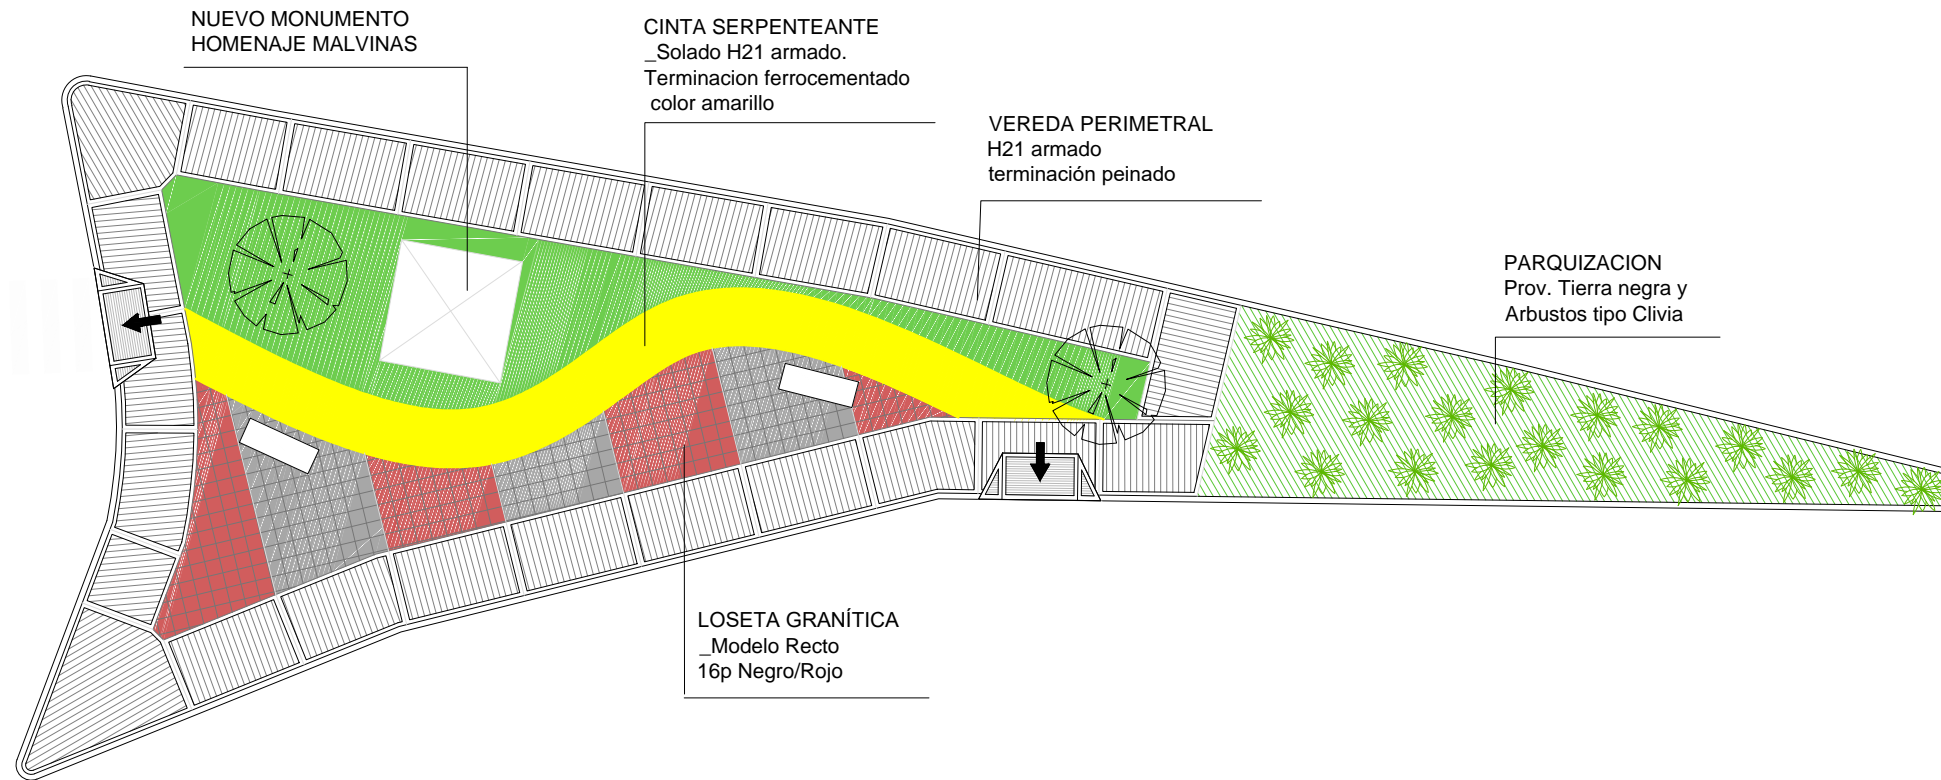 NUEVO MONUMENTO
HOMENAJE MALVINAS
CINTA SERPENTEANTE
_Solado H21 armado.
Terminacion ferrocementado
color amarillo
VEREDA PERIMETRAL
H21 armado
terminación peinado
PARQUIZACION
Prov. Tierra negra y
Arbustos tipo Clivia
LOSETA GRANÍTICA
_Modelo Recto
16p Negro/Rojo